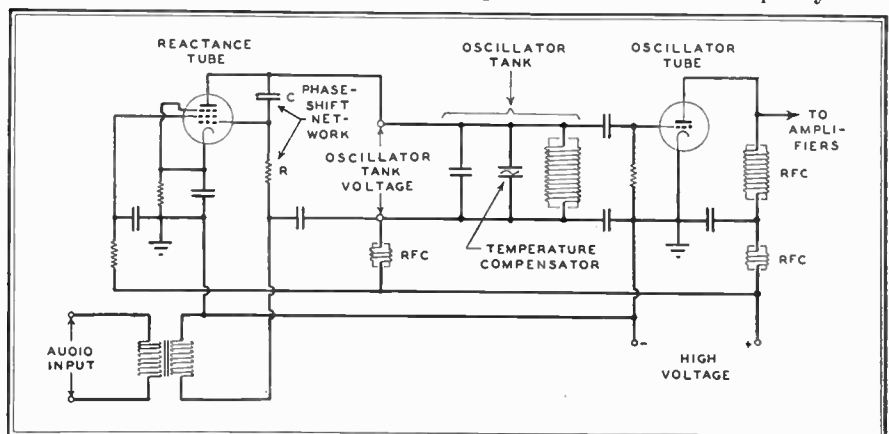 REACTANCE
TUBE
C
PHASE-
SHIFT
NET-
WORK
R
OSCILLATOR
TANK
VOLTAGE
OSCILLATOR
TANK
OSCILLATOR
TUBE
TO
AMPLI-
FIERS
RFC
RFC
TEMPERATURE
COMPENSATOR
RFC
AUDIO
INPUT
-
+
HIGH
VOLTAGE